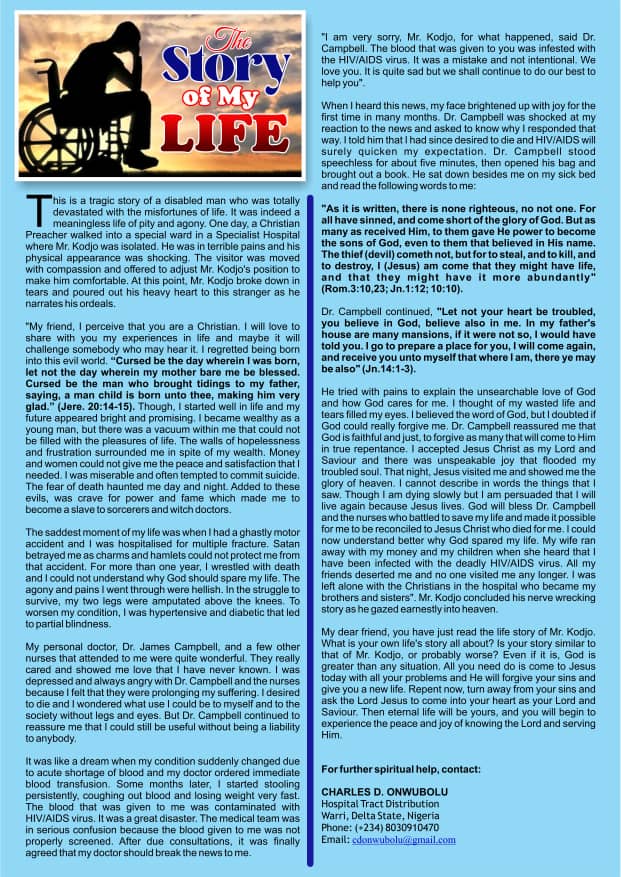 The
Story
of My
LIFE
This is a tragic story of a disabled man who was totally
devastated with the misfortunes of life. It was indeed a
meaningless life of pity and agony. One day, a Christian
Preacher walked into a special ward in a Specialist Hospital
where Mr. Kodjo was isolated. He was in terrible pains and his
physical appearance was shocking. The visitor was moved
with compassion and offered to adjust Mr. Kodjo's position to
make him comfortable. At this point, Mr. Kodjo broke down in
tears and poured out his heavy heart to this stranger as he
narrates his ordeals.
"My friend, I perceive that you are a Christian. I will love to
share with you my experiences in life and maybe it will
challenge somebody who may hear it. I regretted being born
into this evil world. “Cursed be the day wherein I was born,
let not the day wherein my mother bare me be blessed.
Cursed be the man who brought tidings to my father,
saying, a man child is born unto thee, making him very
glad.” (Jere. 20:14-15). Though, I started well in life and my
future appeared bright and promising. I became wealthy as a
young man, but there was a vacuum within me that could not
be filled with the pleasures of life. The walls of hopelessness
and frustration surrounded me in spite of my wealth. Money
and women could not give me the peace and satisfaction that I
needed. I was miserable and often tempted to commit suicide.
The fear of death haunted me day and night. Added to these
evils, was crave for power and fame which made me to
become a slave to sorcerers and witch doctors.
The saddest moment of my life was when I had a ghastly motor
accident and I was hospitalised for multiple fracture. Satan
betrayed me as charms and hamlets could not protect me from
that accident. For more than one year, I wrestled with death
and I could not understand why God should spare my life. The
agony and pains I went through were hellish. In the struggle to
survive, my two legs were amputated above the knees. To
worsen my condition, I was hypertensive and diabetic that led
to partial blindness.
My personal doctor, Dr. James Campbell, and a few other
nurses that attended to me were quite wonderful. They really
cared and showed me love that I have never known. I was
depressed and always angry with Dr. Campbell and the nurses
because I felt that they were prolonging my suffering. I desired
to die and I wondered what use I could be to myself and to the
society without legs and eyes. But Dr. Campbell continued to
reassure me that I could still be useful without being a liability
to anybody.
It was like a dream when my condition suddenly changed due
to acute shortage of blood and my doctor ordered immediate
blood transfusion. Some months later, I started stooling
persistently, coughing out blood and losing weight very fast.
The blood that was given to me was contaminated with
HIV/AIDS virus. It was a great disaster. The medical team was
in serious confusion because the blood given to me was not
properly screened. After due consultations, it was finally
agreed that my doctor should break the news to me.
"I am very sorry, Mr. Kodjo, for what happened, said Dr.
Campbell. The blood that was given to you was infested with
the HIV/AIDS virus. It was a mistake and not intentional. We
love you. It is quite sad but we shall continue to do our best to
help you".
When I heard this news, my face brightened up with joy for the
first time in many months. Dr. Campbell was shocked at my
reaction to the news and asked to know why I responded that
way. I told him that I had since desired to die and HIV/AIDS will
surely quicken my expectation. Dr. Campbell stood
speechless for about five minutes, then opened his bag and
brought out a book. He sat down besides me on my sick bed
and read the following words to me:
"As it is written, there is none righteous, no not one. For
all have sinned, and come short of the glory of God. But as
many as received Him, to them gave He power to become
the sons of God, even to them that believed in His name.
The thief (devil) cometh not, but for to steal, and to kill, and
to destroy, I (Jesus) am come that they might have life,
and that they might have it more abundantly"
(Rom.3:10,23; Jn.1:12; 10:10).
Dr. Campbell continued, "Let not your heart be troubled,
you believe in God, believe also in me. In my father's
house are many mansions, if it were not so, I would have
told you. I go to prepare a place for you, I will come again,
and receive you unto myself that where I am, there ye may
be also" (Jn.14:1-3).
He tried with pains to explain the unsearchable love of God
and how God cares for me. I thought of my wasted life and
tears filled my eyes. I believed the word of God, but I doubted if
God could really forgive me. Dr. Campbell reassured me that
God is faithful and just, to forgive as many that will come to Him
in true repentance. I accepted Jesus Christ as my Lord and
Saviour and there was unspeakable joy that flooded my
troubled soul. That night, Jesus visited me and showed me the
glory of heaven. I cannot describe in words the things that I
saw. Though I am dying slowly but I am persuaded that I will
live again because Jesus lives. God will bless Dr. Campbell
and the nurses who battled to save my life and made it possible
for me to be reconciled to Jesus Christ who died for me. I could
now understand better why God spared my life. My wife ran
away with my money and my children when she heard that I
have been infected with the deadly HIV/AIDS virus. All my
friends deserted me and no one visited me any longer. I was
left alone with the Christians in the hospital who became my
brothers and sisters". Mr. Kodjo concluded his nerve wrecking
story as he gazed earnestly into heaven.
My dear friend, you have just read the life story of Mr. Kodjo.
What is your own life's story all about? Is your story similar to
that of Mr. Kodjo, or probably worse? Even if it is, God is
greater than any situation. All you need do is come to Jesus
today with all your problems and He will forgive your sins and
give you a new life. Repent now, turn away from your sins and
ask the Lord Jesus to come into your heart as your Lord and
Saviour. Then eternal life will be yours, and you will begin to
experience the peace and joy of knowing the Lord and serving
Him.
For further spiritual help, contact:
CHARLES D. ONWUBOLU
Hospital Tract Distribution
Warri, Delta State, Nigeria
Phone: (+234) 8030910470
Email: cdonwubolu@gmail.com